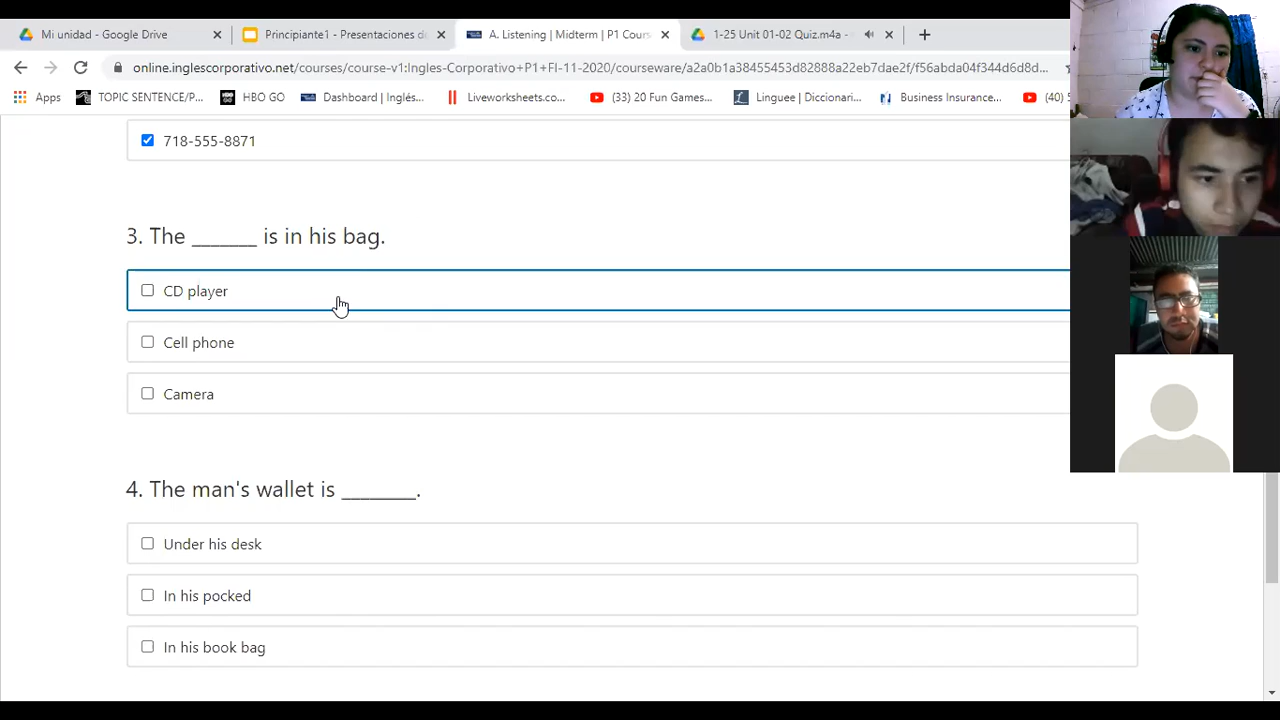 Mi unidad - Google Drive
Principiante1 - Presentaciones d
A. Listening | Midterm | P1 Cours
1-25 Unit 01-02 Quiz.m4a -
online.inglescorporativo.net/courses/course-v1:Ingles-Corporativo+P1+FI-11-2020/courseware/a2a0b1a38455453d82888a22eb7dde2f/f56abda04f344d6d8d...
Apps
TOPIC SENTENCE/P...
HBO GO
Dashboard | Inglés...
Liveworksheets.co...
(33) 20 Fun Games...
Linguee | Diccionari...
Business Insurance...
(40) 5
718-555-8871
3. The _______ is in his bag.
CD player
Cell phone
Camera
4. The man's wallet is ________.
Under his desk
In his pocked
In his book bag